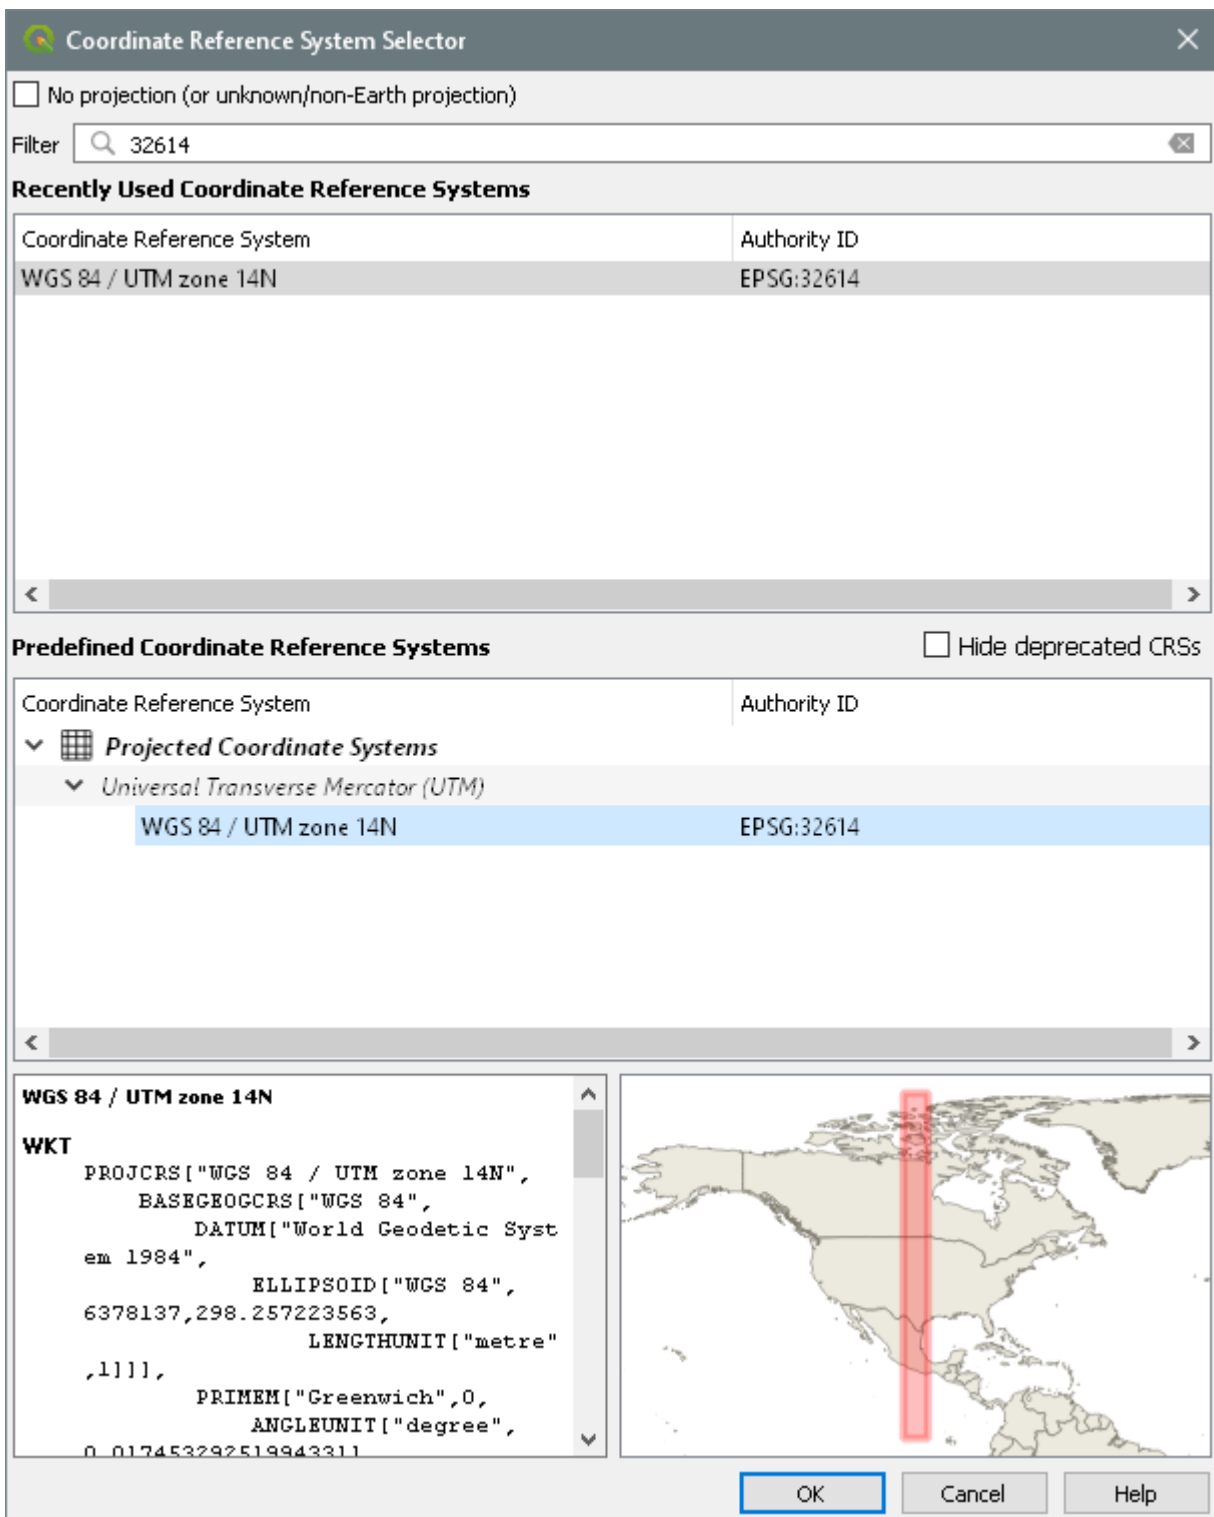 Coordinate Reference System Selector
No projection (or unknown/non-Earth projection)
Filter 32614
Recently Used Coordinate Reference Systems
Coordinate Reference System Authority ID
WGS 84 / UTM zone 14N EPSG:32614
Predefined Coordinate Reference Systems Hide deprecated CRSs
Coordinate Reference System Authority ID
Projected Coordinate Systems
Universal Transverse Mercator (UTM)
WGS 84 / UTM zone 14N EPSG:32614
WGS 84 / UTM zone 14N
WKT
PROJCRS["WGS 84 / UTM zone 14N",
BASEGEOGCRS["WGS 84",
DATUM["World Geodetic Syst
em 1984",
ELLIPSOID["WGS 84",
6378137,298.257223563,
LENGTHUNIT["metre"
,1]]],
PRIMEM["Greenwich",0,
ANGLEUNIT["degree",
0.0174532925199433]]
OK Cancel Help